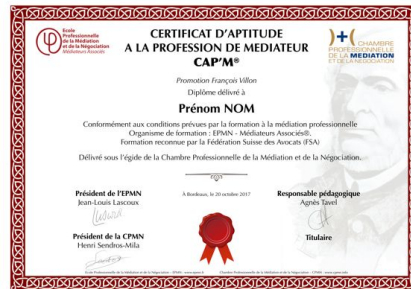 Ecole
Professionnelle
de la Médiation
et de la Négociation
Médiateurs Associés
CERTIFICAT D'APTITUDE
A LA PROFESSION DE MEDIATEUR
CAP'M®
CHAMBRE
PROFESSIONNELLE
DE LA MEDIATION
ET DE LA NEGOCIATION
Promotion François Villon
Diplôme délivré à
Prénom NOM
Conformément aux conditions prévues par la formation à la médiation professionnelle
Organisme de formation : EPMN - Médiateurs Associés®.
Formation reconnue par la Fédération Suisse des Avocats (FSA)
Délivré sous l'égide de la Chambre Professionnelle de la Médiation et de la Négociation.
Président de l'EPMN
Jean-Louis Lascoux
À Bordeaux, le 20 octobre 2017
Responsable pédagogique
Agnès Tavel
Président de la CPMN
Henri Sendros-Mila
Titulaire